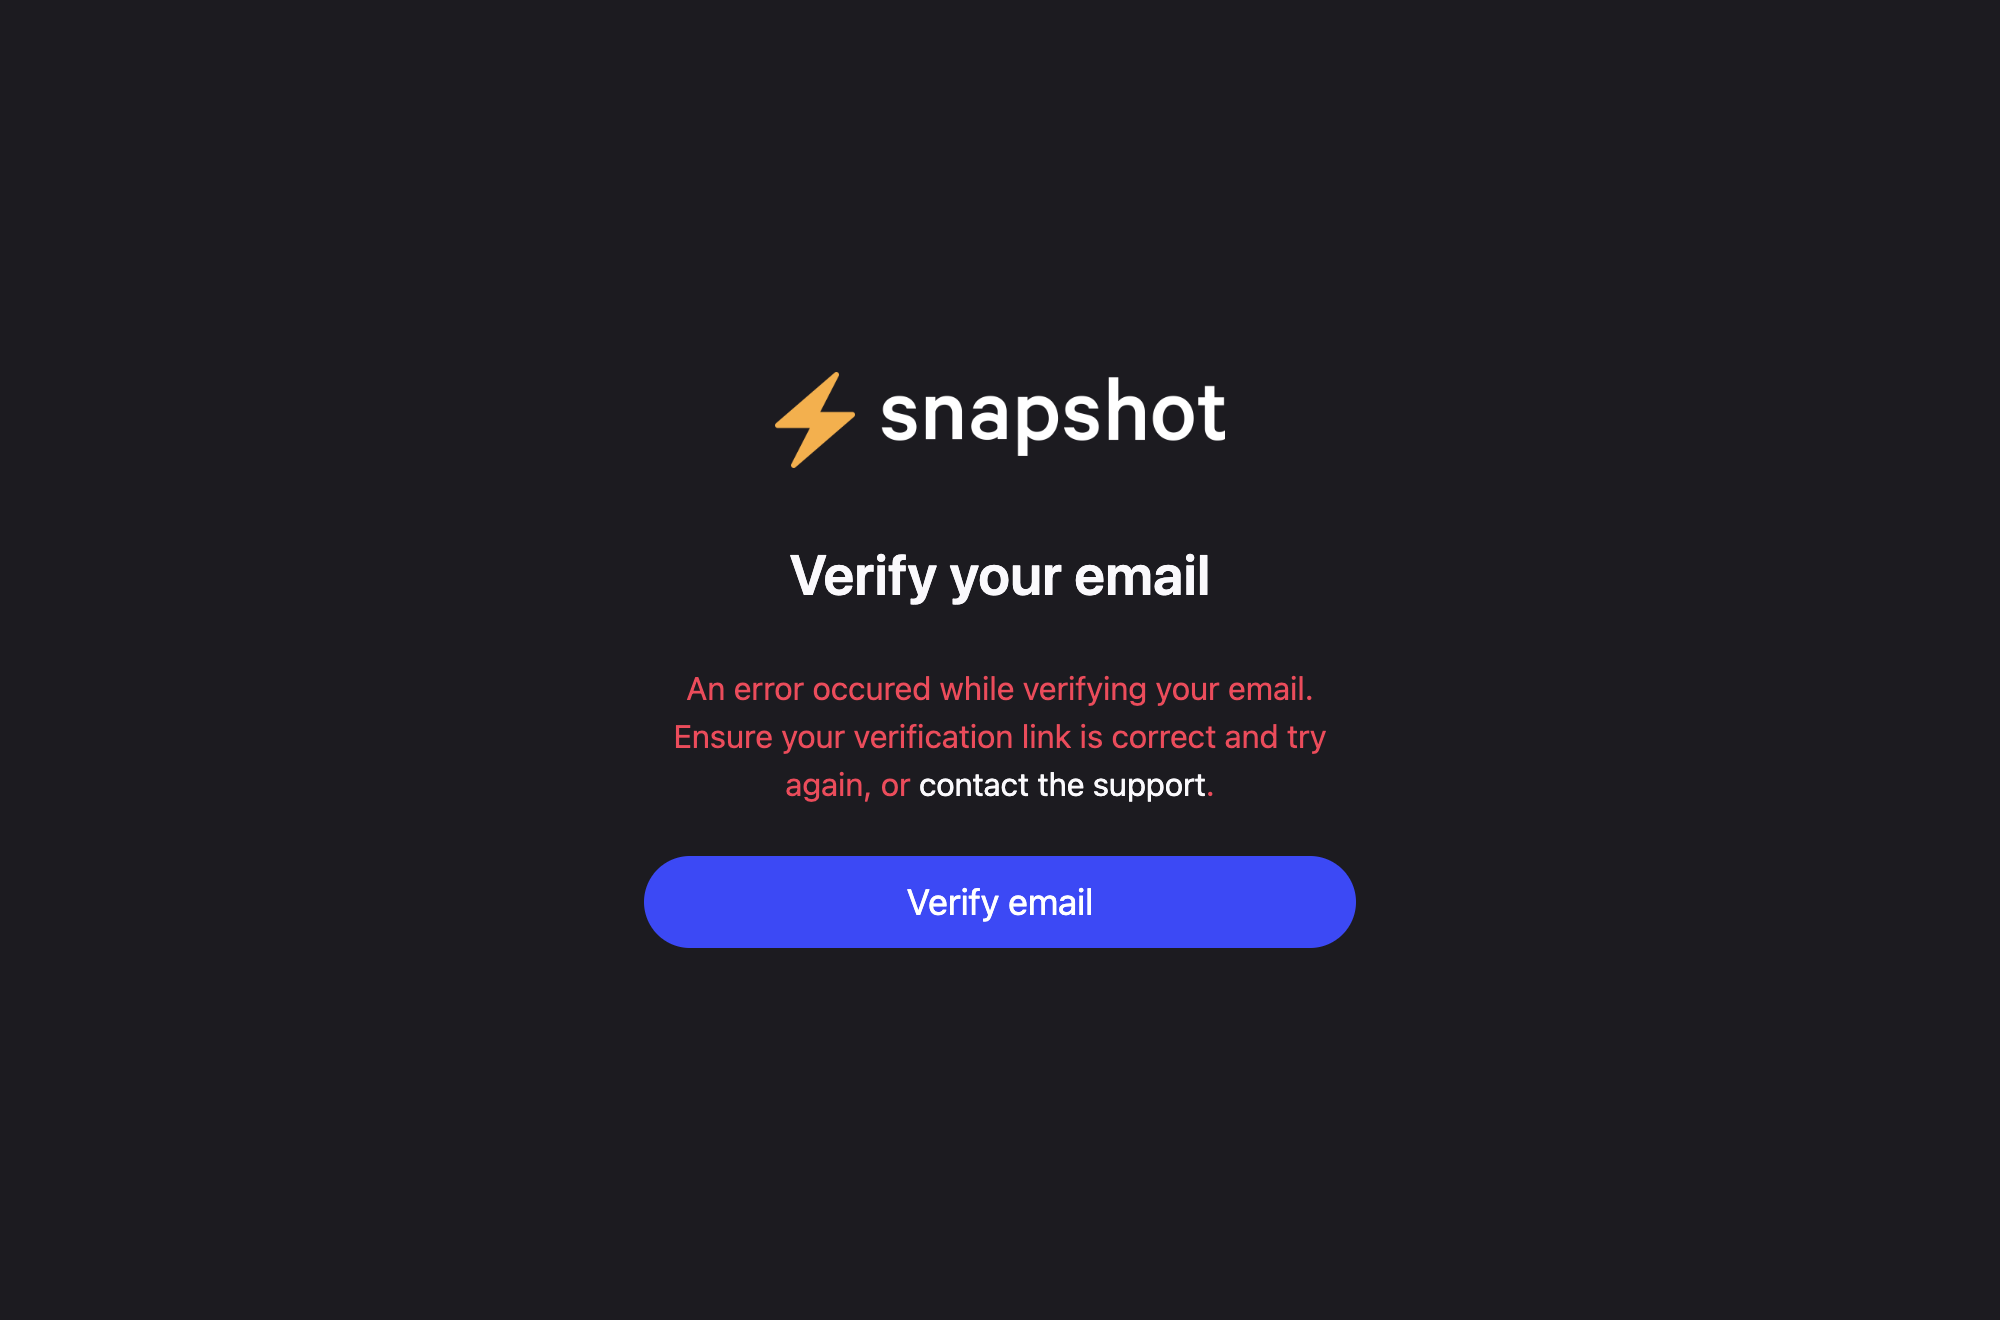 snapshot
Verify your email
An error occured while verifying your email.
Ensure your verification link is correct and try
again, or contact the support.
Verify email